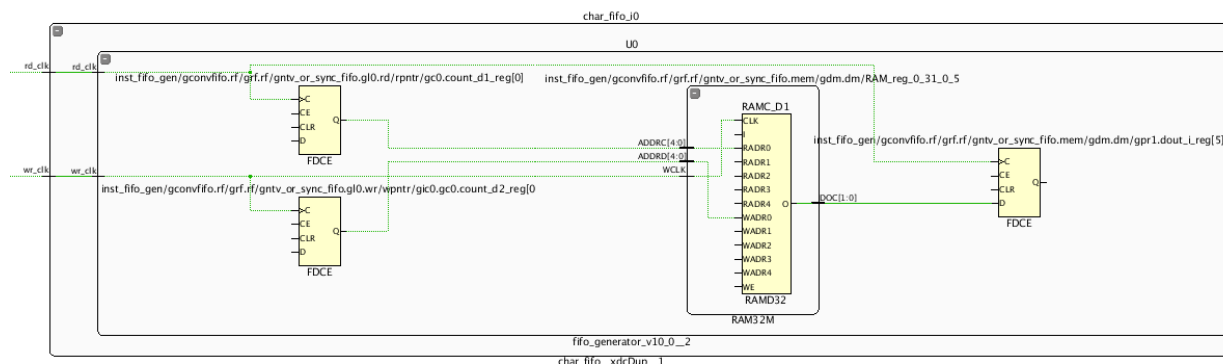 char_fifo_i0
U0
rd_clk rd_clk
inst_fifo_gen/gconvfifo.rf/grf.rf/gntv_or_sync_fifo.gl0.rd/rpntr/gc0.count_d1_reg[0]
inst_fifo_gen/gconvfifo.rf/grf.rf/gntv_or_sync_fifo.mem/gdm.dm/RAM_reg_0_31_0_5
C
CE
CLR
D
Q
FDCE
RAMC_D1
CLK
I
RADR0
RADR1
RADR2
RADR3
RADR4
WADR0
WADR1
WADR2
WADR3
WADR4
WE
O
RAMD32
RAM32M
ADDRC[4:0]
ADDRD[4:0]
WCLK
DOC[1:0]
inst_fifo_gen/gconvfifo.rf/grf.rf/gntv_or_sync_fifo.mem/gdm.dm/gpr1.dout_i_reg[5]
C
CE
CLR
D
Q
FDCE
wr_clk wr_clk
inst_fifo_gen/gconvfifo.rf/grf.rf/gntv_or_sync_fifo.gl0.wr/wpntr/gic0.gc0.count_d2_reg[0
C
CE
CLR
D
Q
FDCE
fifo_generator_v10_0__2
char_fifo__xdcDup__1